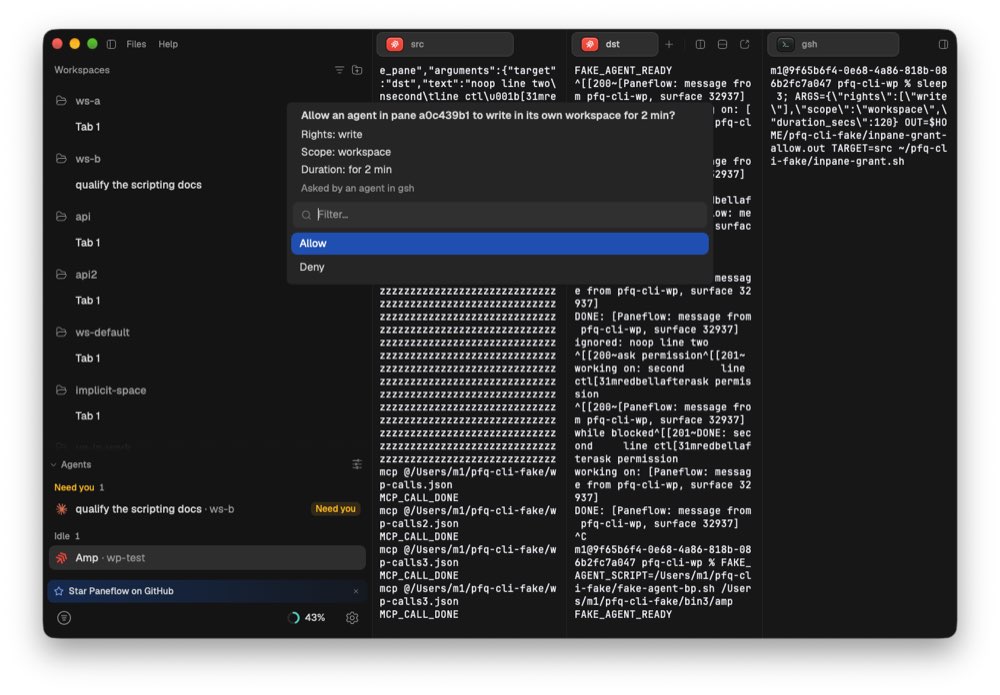 Files Help
Workspaces
ws-a
Tab 1
ws-b
qualify the scripting docs
api
Tab 1
api2
Tab 1
ws-default
Tab 1
implicit-space
Tab 1
Agents
Need you 1
qualify the scripting docs · ws-b
Need you
Idle 1
Amp · wp-test
Star Paneflow on GitHub
×
43%
src
e_pane","arguments":{"target"
:"dst","text":"noop line two\
nsecond\tline ctl\u001b[31mre
Allow an agent in pane a0c439b1 to write in its own workspace for 2 min?
Rights: write
Scope: workspace
Duration: for 2 min
Asked by an agent in gsh
Filter...
Allow
Deny
zzzzzzzzzzzzzzzzzzzzzzzzzzzzz
zzzzzzzzzzzzzzzzzzzzzzzzzzzzz
zzzzzzzzzzzzzzzzzzzzzzzzzzzzz
zzzzzzzzzzzzzzzzzzzzzzzzzzzzz
zzzzzzzzzzzzzzzzzzzzzzzzzzzzz
zzzzzzzzzzzzzzzzzzzzzzzzzzzzz
zzzzzzzzzzzzzzzzzzzzzzzzzzzzz
zzzzzzzzzzzzzzzzzzzzzzzzzzzzz
zzzzzzzzzzzzzzzzzzzzzzzzzzzzz
zzzzzzzzzzzzzzzzzzzzzzzzzzzzz
zzzzzzzzzzzzzzzzzzzzzzzzzzzzz
zzzzzzzzzzzzzzzzzzzzzzzzzzzzz
zzzzzzzzzzzzzzzzzzzzzzzzzzzzz
zzzzzzzzzzzzzzzzzzzzzzzzzzzzz
mcp @/Users/m1/pfq-cli-fake/w
p-calls.json
MCP_CALL_DONE
mcp @/Users/m1/pfq-cli-fake/w
p-calls2.json
MCP_CALL_DONE
mcp @/Users/m1/pfq-cli-fake/w
p-calls3.json
MCP_CALL_DONE
mcp @/Users/m1/pfq-cli-fake/w
p-calls3.json
MCP_CALL_DONE
dst
FAKE_AGENT_READY
^[[200~[Paneflow: message fro
m pfq-cli-wp, surface 32937]
on: [
pfq-cl
e fro
937]
bellaf
ow: me
surfac
messag
e from pfq-cli-wp, surface 32
937]
DONE: [Paneflow: message from
pfq-cli-wp, surface 32937]
ignored: noop line two
^[[200~ask permission^[[201~
working on: second line
ctl[31mredbellafterask permis
sion
^[[200~[Paneflow: message fro
m pfq-cli-wp, surface 32937]
while blocked^[[201~DONE: sec
ond line ctl[31mredbellaf
terask permission
working on: [Paneflow: messag
e from pfq-cli-wp, surface 32
937]
DONE: [Paneflow: message from
pfq-cli-wp, surface 32937]
^C
m1@9f65b6f4-0e68-4a86-818b-08
6b2fc7a047 pfq-cli-wp % FAKE_
AGENT_SCRIPT=/Users/m1/pfq-cl
i-fake/fake-agent-bp.sh /User
s/m1/pfq-cli-fake/bin3/amp
FAKE_AGENT_READY
gsh
m1@9f65b6f4-0e68-4a86-818b-08
6b2fc7a047 pfq-cli-wp % sleep
3; ARGS={\"rights\":[\"write
\"],\"scope\":\"workspace\",\
"duration_secs\":120} OUT=$HO
ME/pfq-cli-fake/inpane-grant-
allow.out TARGET=src ~/pfq-cl
i-fake/inpane-grant.sh